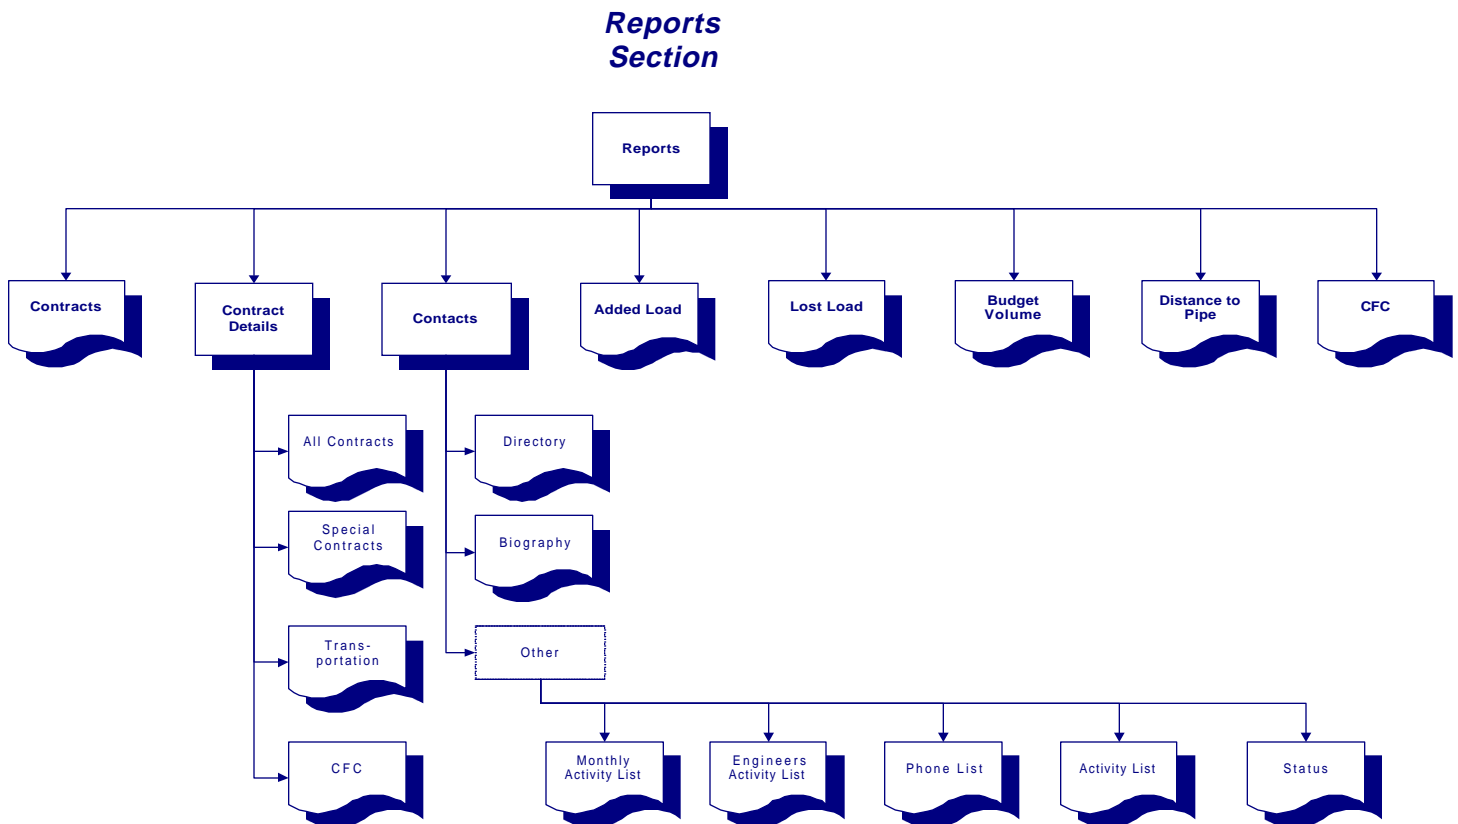 Reports
Section
Reports
Contracts
Contract
Details
Contacts
Added Load
Lost Load
Budget
Volume
Distance to
Pipe
CFC
All Contracts
Directory
Special
Contracts
Biography
Trans-
portation
Other
CFC
Monthly
Activity List
Engineers
Activity List
Phone List
Activity List
Status